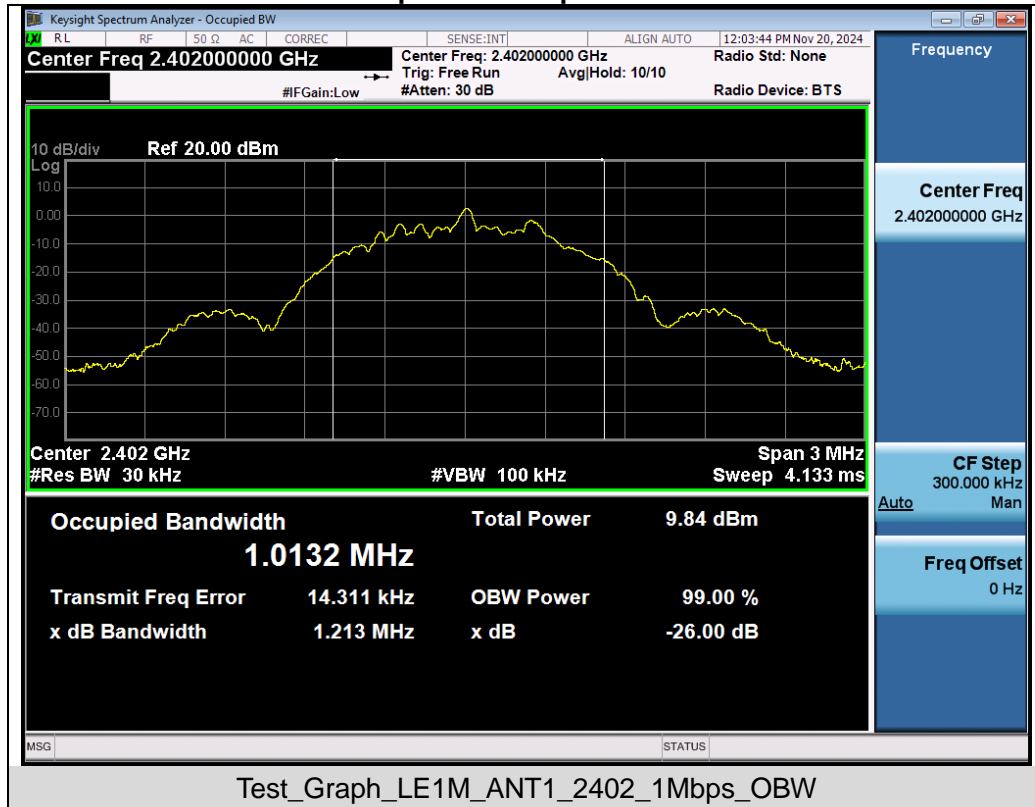 Keysight Spectrum Analyzer - Occupied BW
LXI RL RF 50 Ω AC CORREC SENSE:INT ALIGN AUTO 12:03:44 PM Nov 20, 2024
Center Freq 2.402000000 GHz
Center Freq: 2.402000000 GHz
Radio Std: None
Trig: Free Run Avg|Hold: 10/10
#IFGain:Low
#Atten: 30 dB
Radio Device: BTS
10 dB/div Ref 20.00 dBm
Log
10.0
0.00
-10.0
-20.0
-30.0
-40.0
-50.0
-60.0
-70.0
Center 2.402 GHz Span 3 MHz
#Res BW 30 kHz #VBW 100 kHz Sweep 4.133 ms
Occupied Bandwidth Total Power 9.84 dBm
1.0132 MHz
Transmit Freq Error 14.311 kHz OBW Power 99.00 %
x dB Bandwidth 1.213 MHz x dB -26.00 dB
MSG STATUS
Frequency
Center Freq
2.402000000 GHz
CF Step
300.000 kHz
Auto Man
Freq Offset
0 Hz
Test_Graph_LE1M_ANT1_2402_1Mbps_OBW